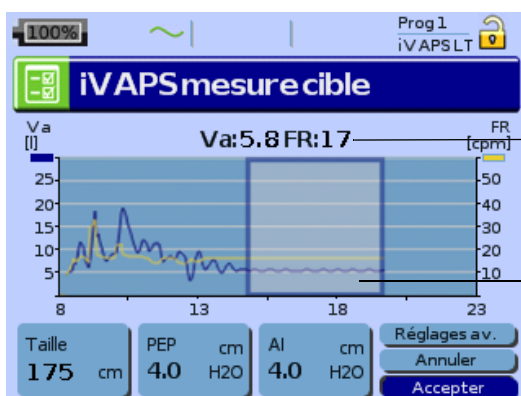 100%
Prog 1
iVAPS LT
iVAPS mesure cible
Va
[l]
Va:5.8 FR:17
FR
[cpm]
25
20
15
10
5
50
40
30
20
10
8 13 18 23
Taille
175 cm
PEP cm
4.0 H2O
AI cm
4.0 H2O
Réglages av.
Annuler
Accepter